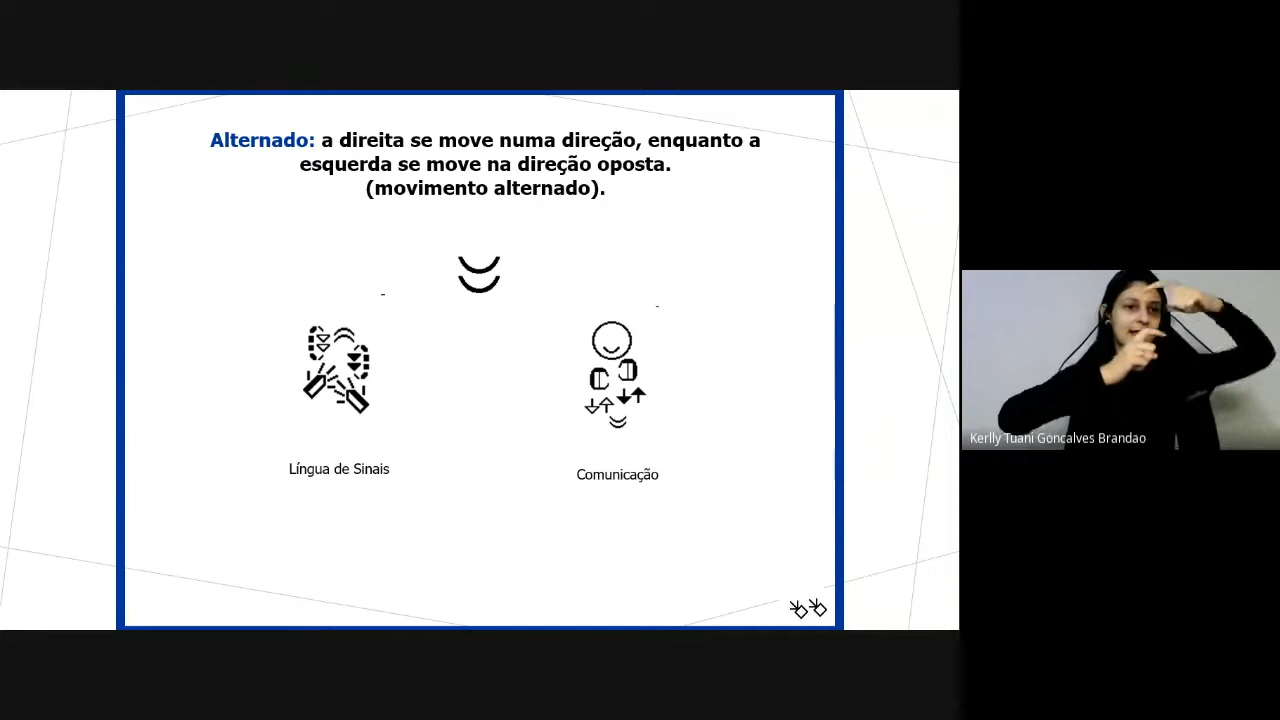 Alternado: a direita se move numa direção, enquanto a
esquerda se move na direção oposta.
(movimento alternado).
Língua de Sinais
Comunicação
Kerlly Tuani Goncalves Brandao